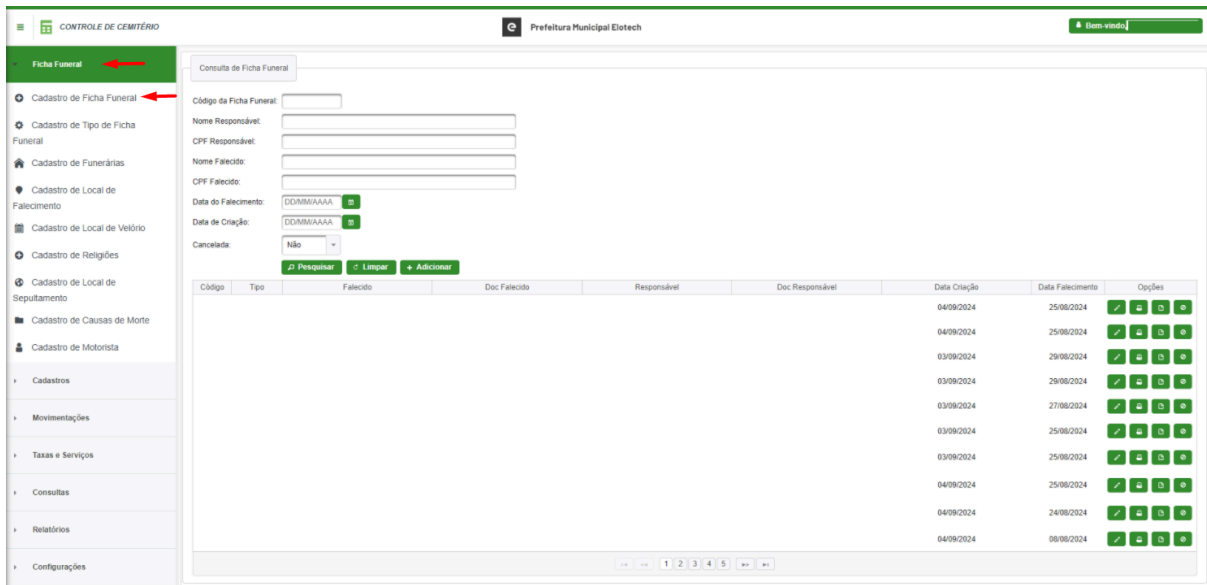 CONTROLE DE CEMITÉRIO
Prefeitura Municipal Elotech
Bem-vindo,
Ficha Funeral
Cadastro de Ficha Funeral
Cadastro de Tipo de Ficha
Funeral
Cadastro de Funerárias
Cadastro de Local de
Falecimento
Cadastro de Local de Velório
Cadastro de Religiões
Cadastro de Local de
Sepultamento
Cadastro de Causas de Morte
Cadastro de Motorista
Cadastros
Movimentações
Taxas e Serviços
Consultas
Relatórios
Configurações
Consulta de Ficha Funeral
Código da Ficha Funeral:
Nome Responsável:
CPF Responsável:
Nome Falecido:
CPF Falecido:
Data do Falecimento: DD/MM/AAAA
Data de Criação: DD/MM/AAAA
Cancelada: Não
Pesquisar Limpar + Adicionar
Código Tipo Falecido Doc Falecido Responsável Doc Responsável Data Criação Data Falecimento Opções
04/09/2024 25/08/2024
04/09/2024 25/08/2024
03/09/2024 29/08/2024
03/09/2024 29/08/2024
03/09/2024 27/08/2024
03/09/2024 25/08/2024
03/09/2024 25/08/2024
04/09/2024 25/08/2024
04/09/2024 24/08/2024
04/09/2024 08/08/2024
1 2 3 4 5